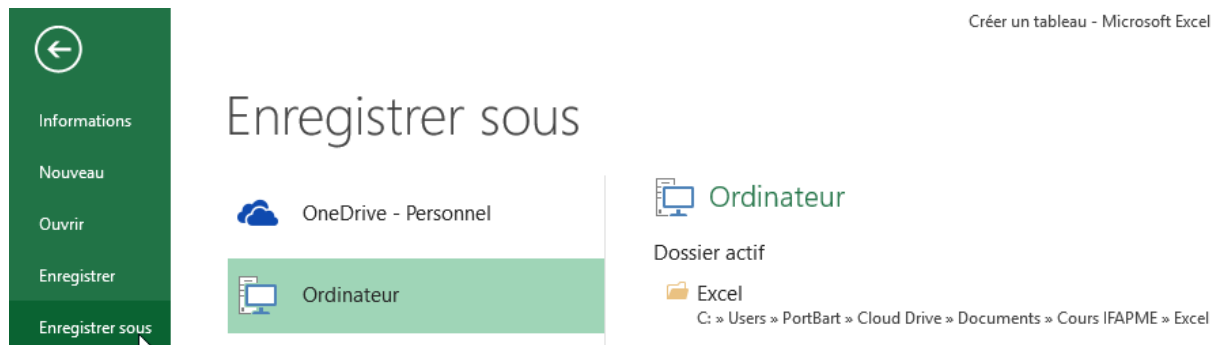 Créer un tableau - Microsoft Excel
Informations
Nouveau
Ouvrir
Enregistrer
Enregistrer sous
Enregistrer sous
OneDrive - Personnel
Ordinateur
Ordinateur
Dossier actif
Excel
C: » Users » PortBart » Cloud Drive » Documents » Cours IFAPME » Excel